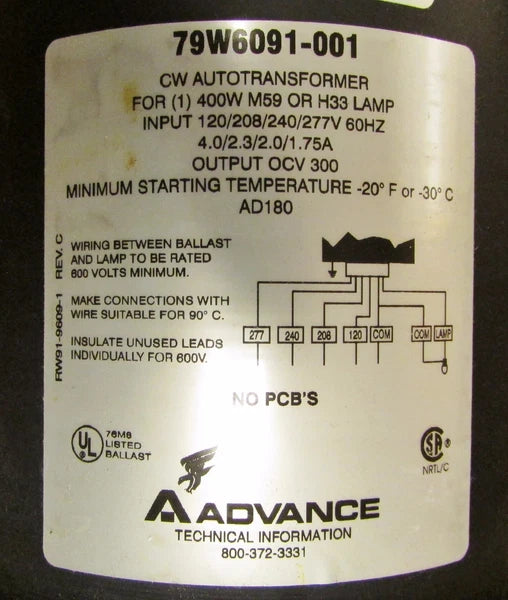 79W6091-001
CW AUTOTRANSFORMER
FOR (1) 400W M59 OR H33 LAMP
INPUT 120/208/240/277V 60HZ
4.0/2.3/2.0/1.75A
OUTPUT OCV 300
MINIMUM STARTING TEMPERATURE -20° F or -30° C
AD180
RW91-9609-1 REV. C
WIRING BETWEEN BALLAST
AND LAMP TO BE RATED
600 VOLTS MINIMUM.
MAKE CONNECTIONS WITH
WIRE SUITABLE FOR 90° C.
INSULATE UNUSED LEADS
INDIVIDUALLY FOR 600V.
277 240 208 120 COM COM LAMP
NO PCB'S
UL
76M8
LISTED
BALLAST
SA
®
NRTL/C
ADVANCE
TECHNICAL INFORMATION
800-372-3331